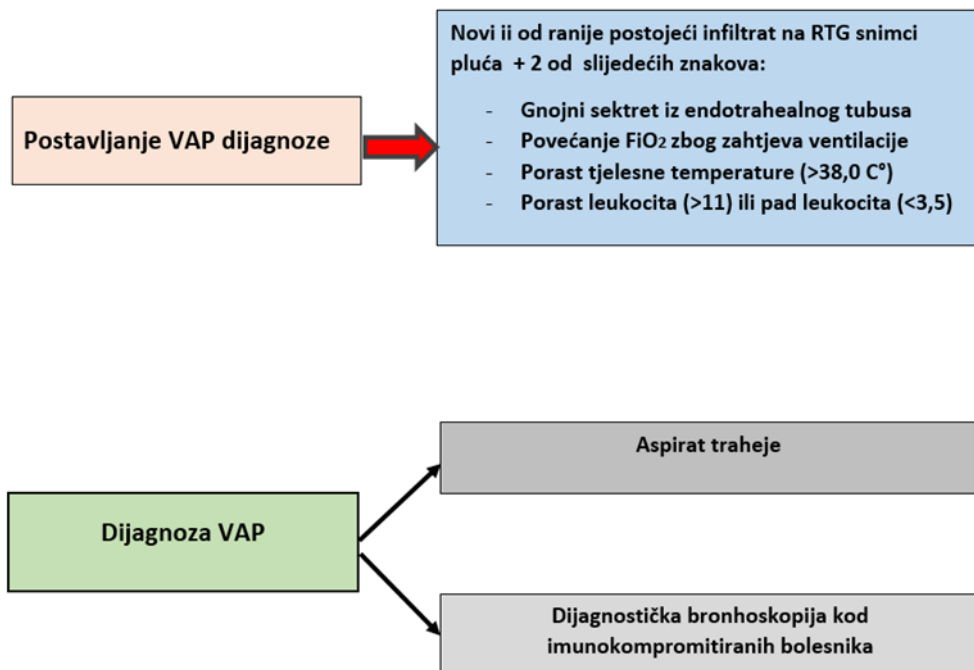 Novi ii od ranije postojeći infiltrat na RTG snimci
pluća + 2 od slijedećih znakova:
- Gnojni sektret iz endotrahealnog tubusa
- Povećanje FiO2 zbog zahtjeva ventilacije
- Porast tjelesne temperature (>38,0 C°)
- Porast leukocita (>11) ili pad leukocita (<3,5)
Postavljanje VAP dijagnoze
Aspirat traheje
Dijagnoza VAP
Dijagnostička bronhoskopija kod
imunokompromitiranih bolesnika